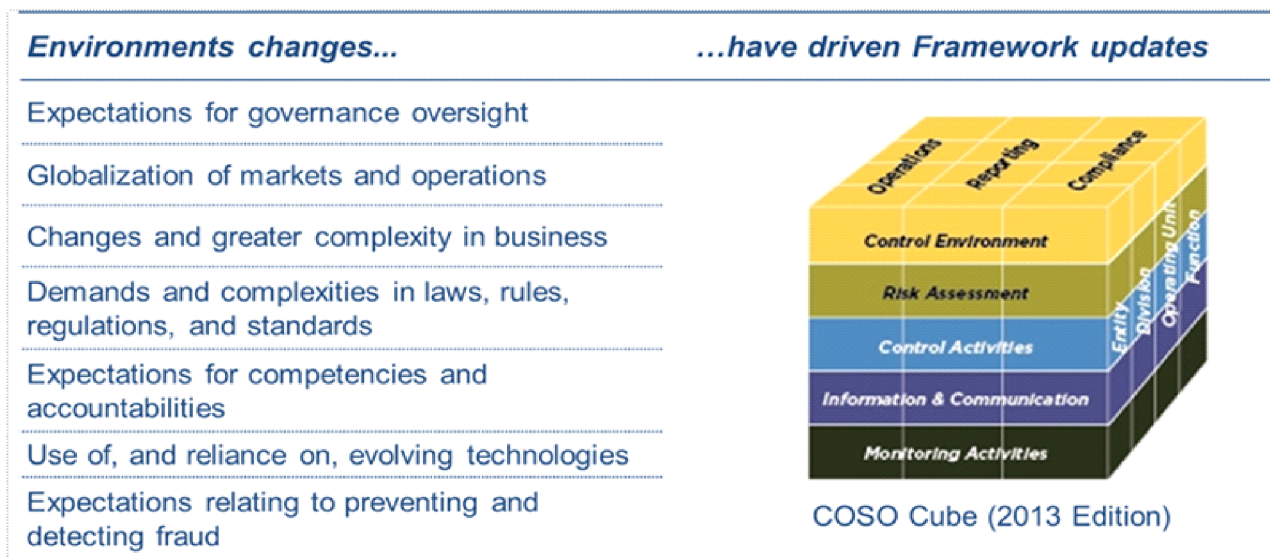 Environments changes...
...have driven Framework updates
Expectations for governance oversight
Globalization of markets and operations
Changes and greater complexity in business
Demands and complexities in laws, rules,
regulations, and standards
Expectations for competencies and
accountabilities
Use of, and reliance on, evolving technologies
Expectations relating to preventing and
detecting fraud
Operations
Reporting
Compliance
Control Environment
Risk Assessment
Control Activities
Information & Communication
Monitoring Activities
Entity
Division
Operating Unit
Function
COSO Cube (2013 Edition)